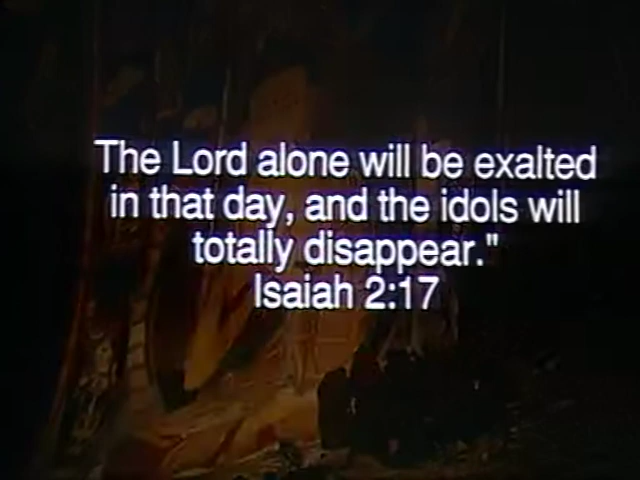 The Lord alone will be exalted
in that day, and the idols will
totally disappear."
Isaiah 2:17